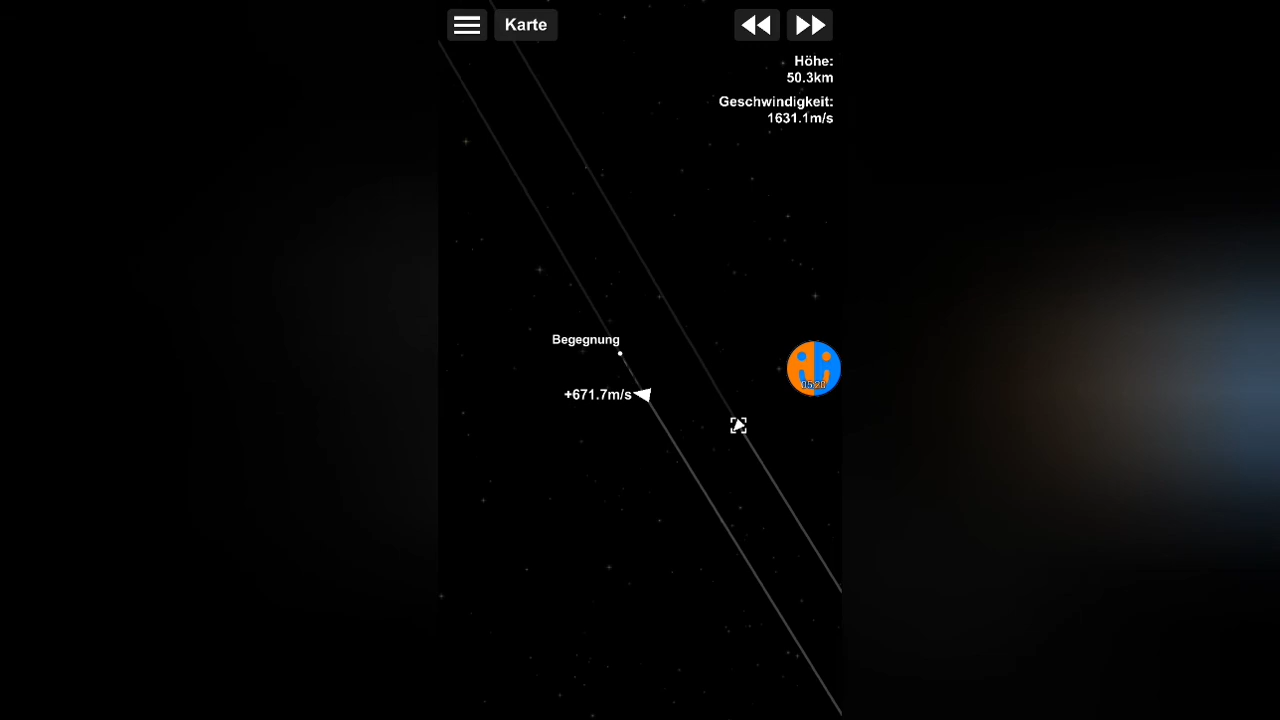 Karte
Höhe:
50.3km
Geschwindigkeit:
1631.1m/s
Begegnung
+671.7m/s